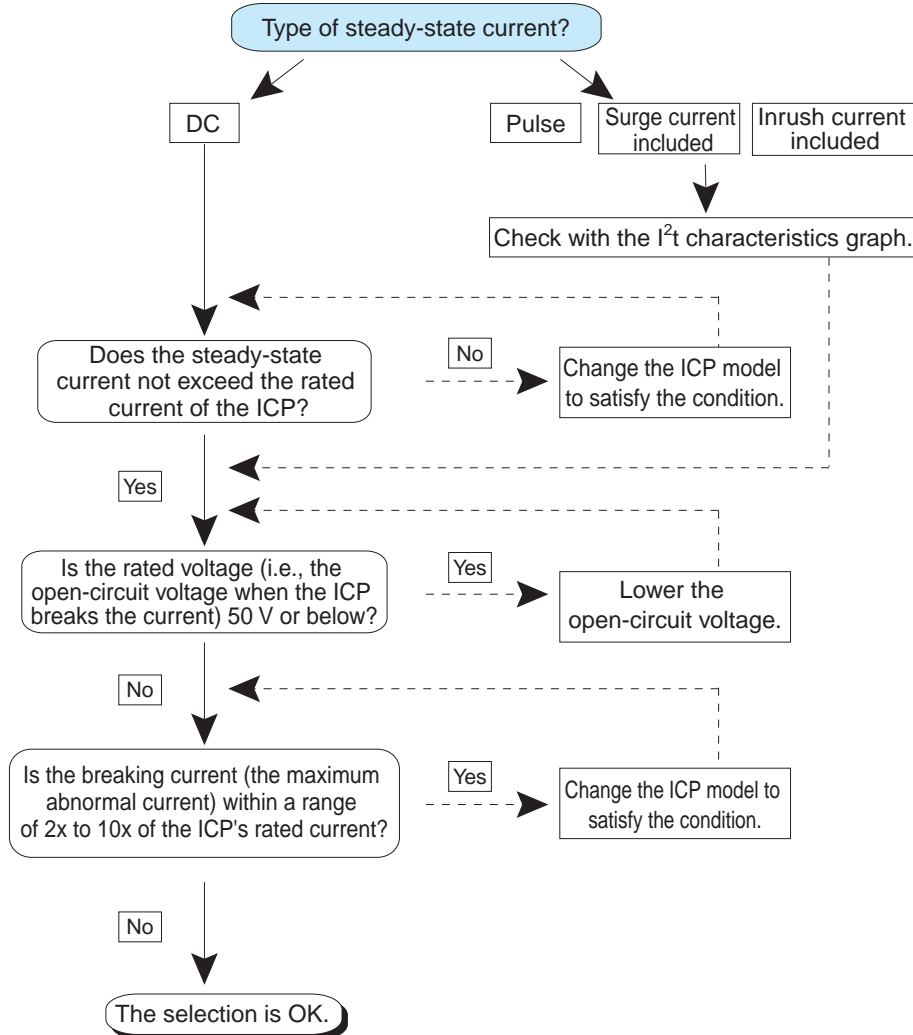 Type of steady-state current?
DC
Pulse
Surge current
included
Inrush current
included
Check with the I²t characteristics graph.
Does the steady-state
current not exceed the rated
current of the ICP?
No
Change the ICP model
to satisfy the condition.
Yes
Is the rated voltage (i.e., the
open-circuit voltage when the ICP
breaks the current) 50 V or below?
Yes
Lower the
open-circuit voltage.
No
Is the breaking current (the maximum
abnormal current) within a range
of 2x to 10x of the ICP's rated current?
Yes
Change the ICP model to
satisfy the condition.
No
The selection is OK.